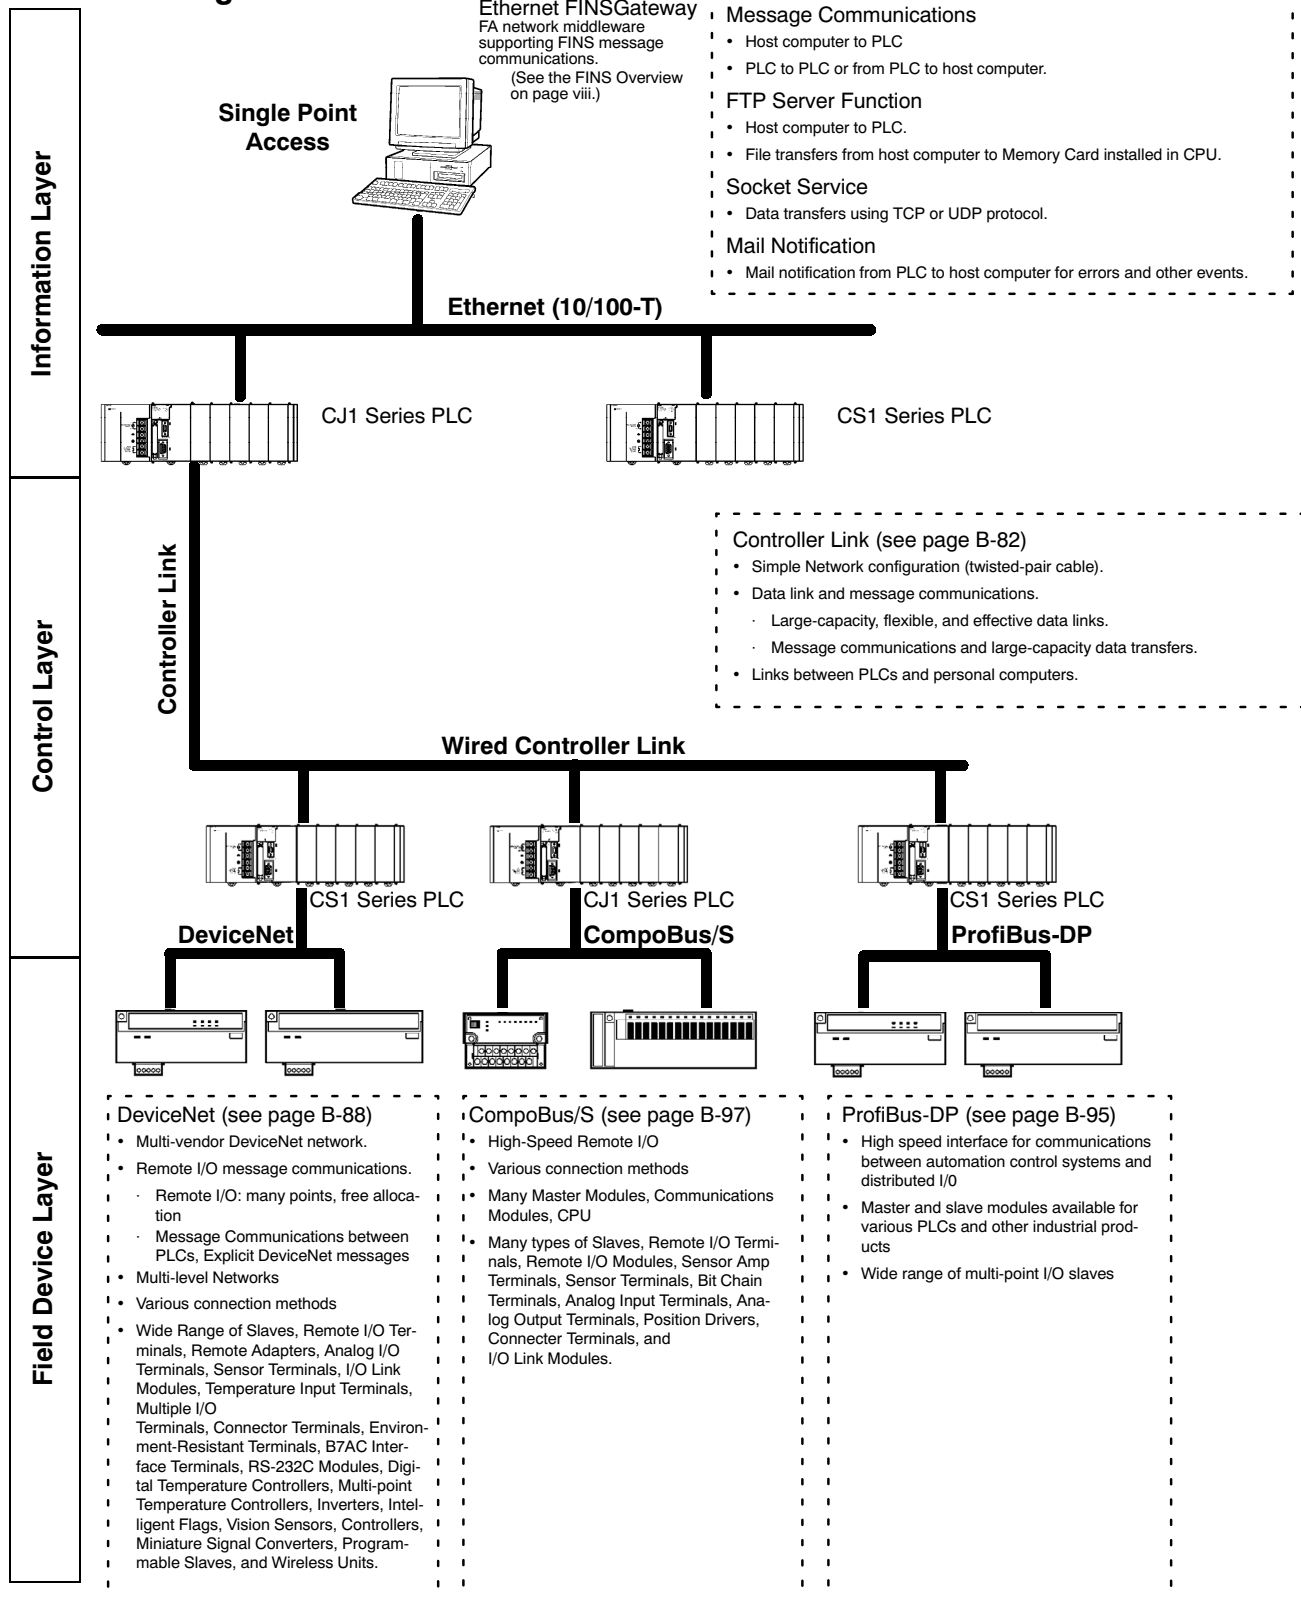 Ethernet FINSGateway
FA network middleware
supporting FINS message
communications.
(See the FINS Overview
on page viii.)
Single Point
Access
Message Communications
• Host computer to PLC
• PLC to PLC or from PLC to host computer.
FTP Server Function
• Host computer to PLC.
• File transfers from host computer to Memory Card installed in CPU.
Socket Service
• Data transfers using TCP or UDP protocol.
Mail Notification
• Mail notification from PLC to host computer for errors and other events.
Information Layer
Ethernet (10/100-T)
CJ1 Series PLC
CS1 Series PLC
Control Layer
Controller Link
Controller Link (see page B-82)
• Simple Network configuration (twisted-pair cable).
• Data link and message communications.
· Large-capacity, flexible, and effective data links.
· Message communications and large-capacity data transfers.
• Links between PLCs and personal computers.
Wired Controller Link
CS1 Series PLC
CJ1 Series PLC
CS1 Series PLC
DeviceNet
CompoBus/S
ProfiBus-DP
Field Device Layer
DeviceNet (see page B-88)
• Multi-vendor DeviceNet network.
• Remote I/O message communications.
· Remote I/O: many points, free alloca-
tion
· Message Communications between
PLCs, Explicit DeviceNet messages
• Multi-level Networks
• Various connection methods
• Wide Range of Slaves, Remote I/O Ter-
minals, Remote Adapters, Analog I/O
Terminals, Sensor Terminals, I/O Link
Modules, Temperature Input Terminals,
Multiple I/O
Terminals, Connector Terminals, Environ-
ment-Resistant Terminals, B7AC Inter-
face Terminals, RS-232C Modules, Digi-
tal Temperature Controllers, Multi-point
Temperature Controllers, Inverters, Intel-
ligent Flags, Vision Sensors, Controllers,
Miniature Signal Converters, Program-
mable Slaves, and Wireless Units.
CompoBus/S (see page B-97)
• High-Speed Remote I/O
• Various connection methods
• Many Master Modules, Communications
Modules, CPU
• Many types of Slaves, Remote I/O Termi-
nals, Remote I/O Modules, Sensor Amp
Terminals, Sensor Terminals, Bit Chain
Terminals, Analog Input Terminals, Ana-
log Output Terminals, Position Drivers,
Connecter Terminals, and
I/O Link Modules.
ProfiBus-DP (see page B-95)
• High speed interface for communications
between automation control systems and
distributed I/0
• Master and slave modules available for
various PLCs and other industrial prod-
ucts
• Wide range of multi-point I/O slaves